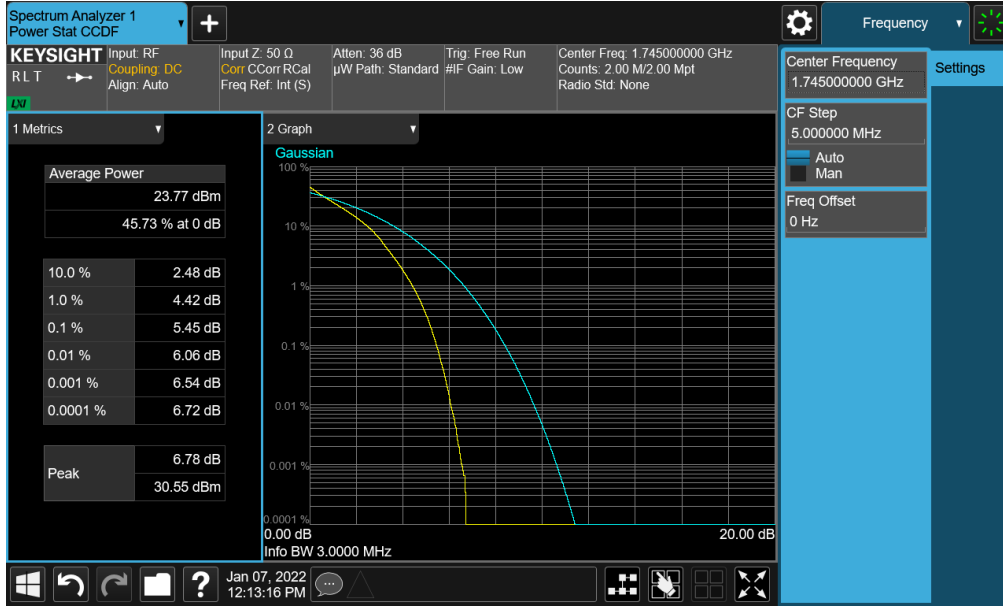 Spectrum Analyzer 1
Power Stat CCDF
Frequency
KEYSIGHT
R L T
LXI
Input: RF
Coupling: DC
Align: Auto
Input Z: 50 Ω
Corr CCorr RCal
Freq Ref: Int (S)
Atten: 36 dB
µW Path: Standard
Trig: Free Run
#IF Gain: Low
Center Freq: 1.745000000 GHz
Counts: 2.00 M/2.00 Mpt
Radio Std: None
Center Frequency
1.745000000 GHz
Settings
CF Step
5.000000 MHz
Auto
Man
Freq Offset
0 Hz
1 Metrics
Average Power
23.77 dBm
45.73 % at 0 dB
10.0 % 2.48 dB
1.0 % 4.42 dB
0.1 % 5.45 dB
0.01 % 6.06 dB
0.001 % 6.54 dB
0.0001 % 6.72 dB
Peak
6.78 dB
30.55 dBm
2 Graph
Gaussian
100 %
10 %
1 %
0.1 %
0.01 %
0.001 %
0.0001 %
0.00 dB 20.00 dB
Info BW 3.0000 MHz
?
Jan 07, 2022
12:13:16 PM